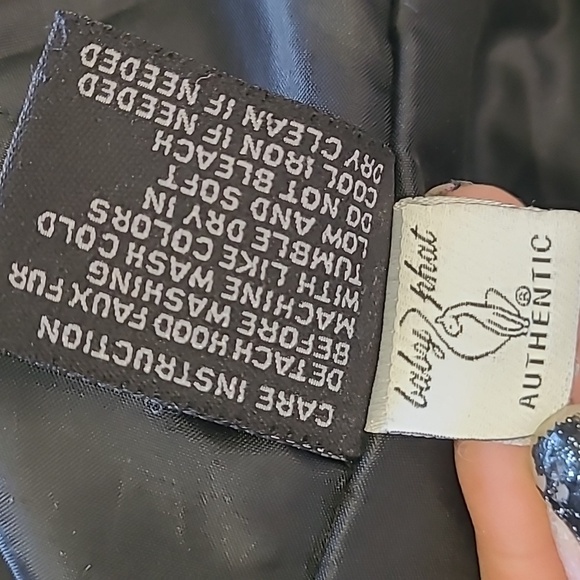 CARE INSTRUCTION
DETACH HOOD FAUX FUR
BEFORE WASHING
MACHINE WASH COLD
WITH LIKE COLORS
TUMBLE DRY IN
LOW AND SOFT
DO NOT BLEACH
COOL IRON IF NEEDED
DRY CLEAN IF NEEDED
baby phat
®
AUTHENTIC